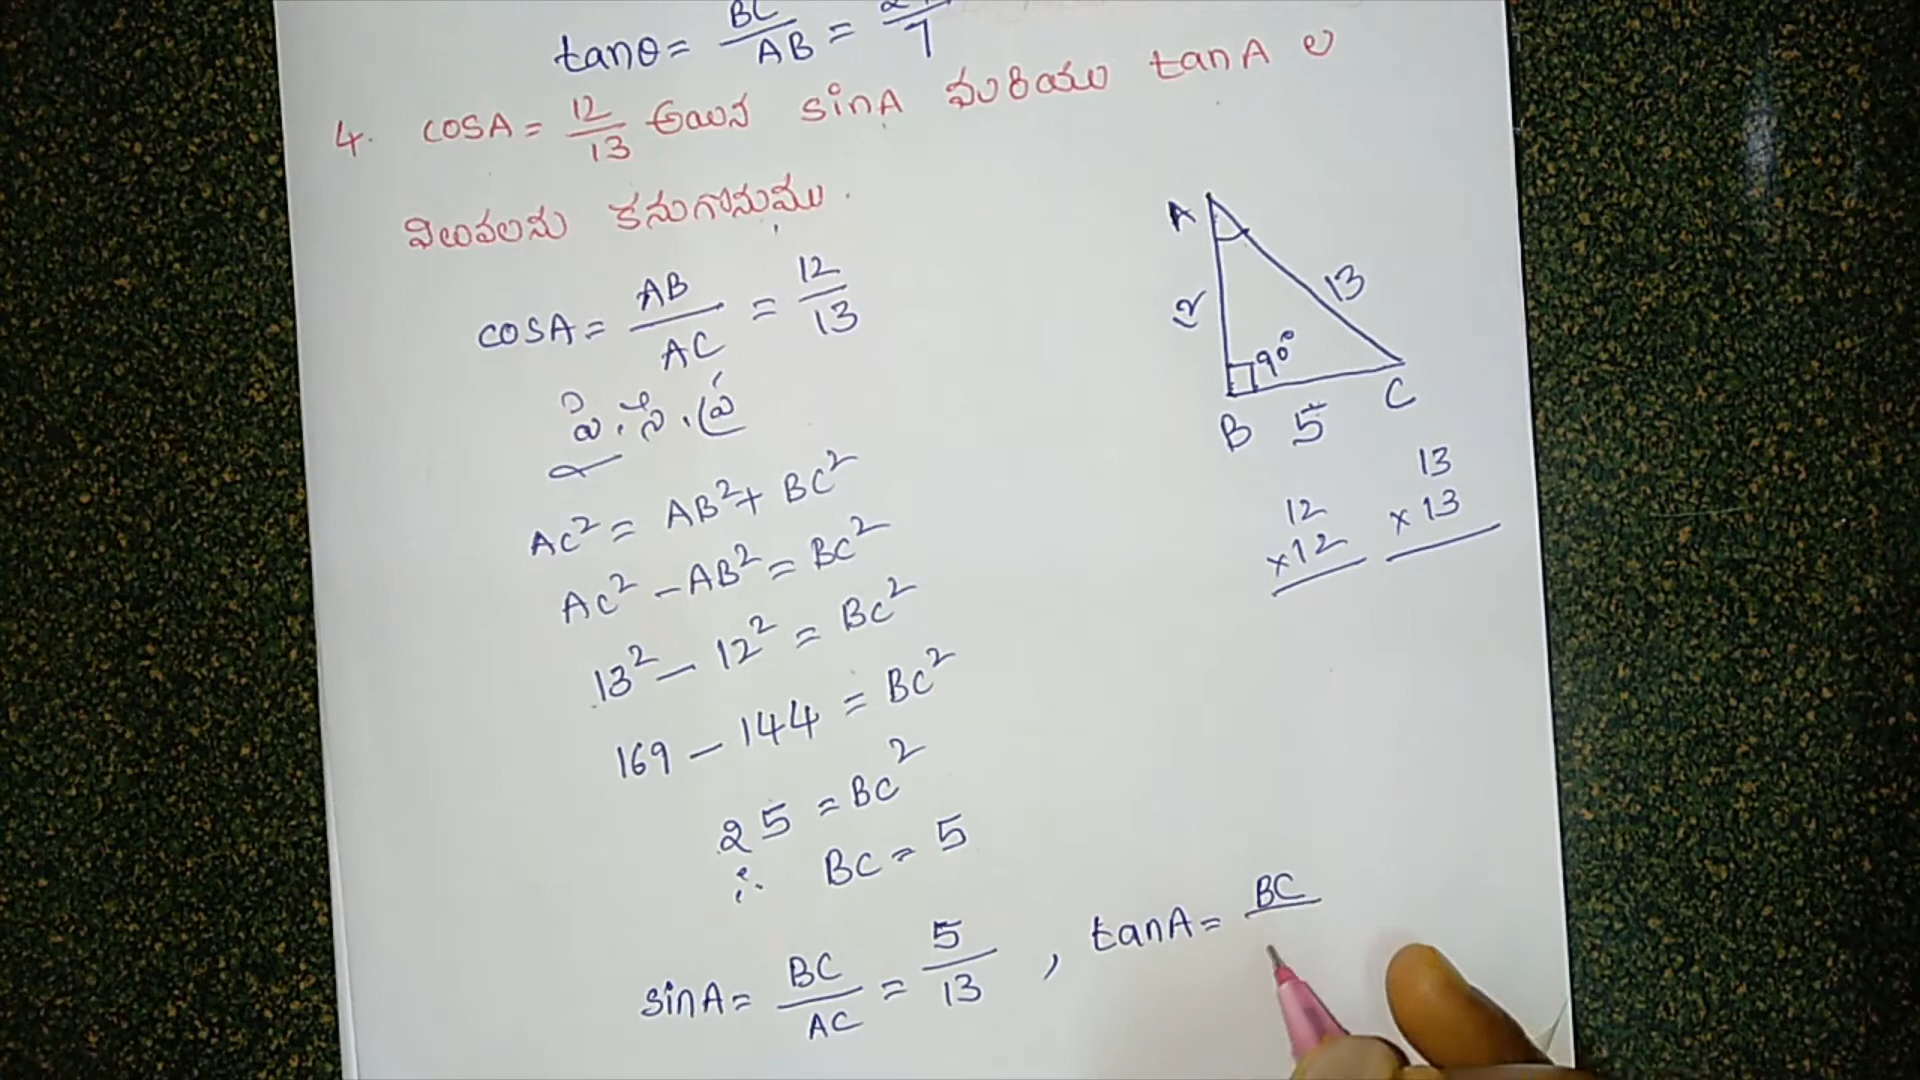 tanθ = BC/AB = /7
4. cosA = 12/13 అయిన sinA మరియు tanA ల
విలువలను కనుగొనుము.
cosA = AB/AC = 12/13
పై.సి.ప్ర
AC² = AB² + BC²
AC² - AB² = BC²
13² - 12² = BC²
169 - 144 = BC²
25 = BC²
∴ BC = 5
sinA = BC/AC = 5/13 , tanA = BC
A
13
12
90°
B 5 C
12
×12
13
×13